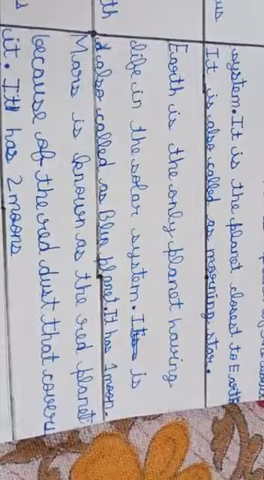 us
system. It is the planet closest to Earth
It is also called as morning star.
Earth is the only planet having
life in the solar system. It is
th
also called as Blue planet. It has 1 moon.
Mars is known as the red planet
because of the red dust that covers
s
it. It has 2 moons